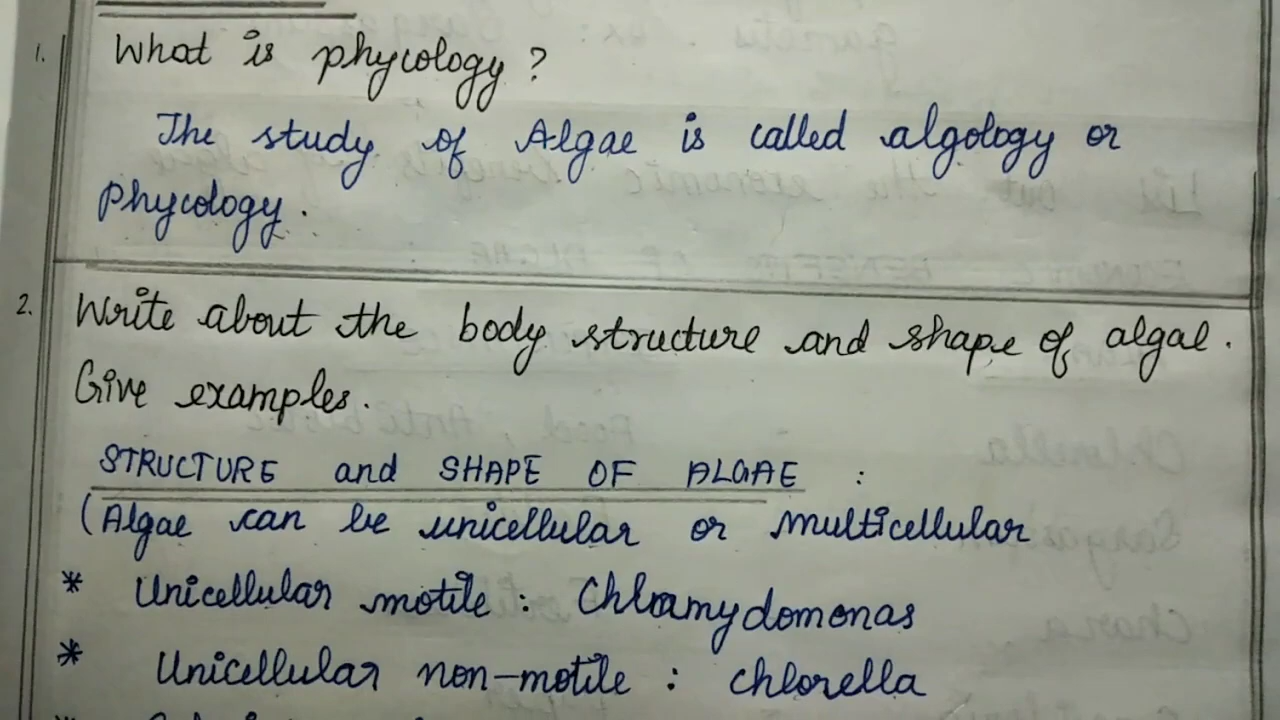 1. What is phycology ?
The study of Algae is called algology or
phycology.
2. Write about the body structure and shape of algal.
Give examples.
STRUCTURE and SHAPE OF ALGAE :
(Algae can be unicellular or multicellular
* Unicellular motile : Chlamydomonas
* Unicellular non-motile : chlorella